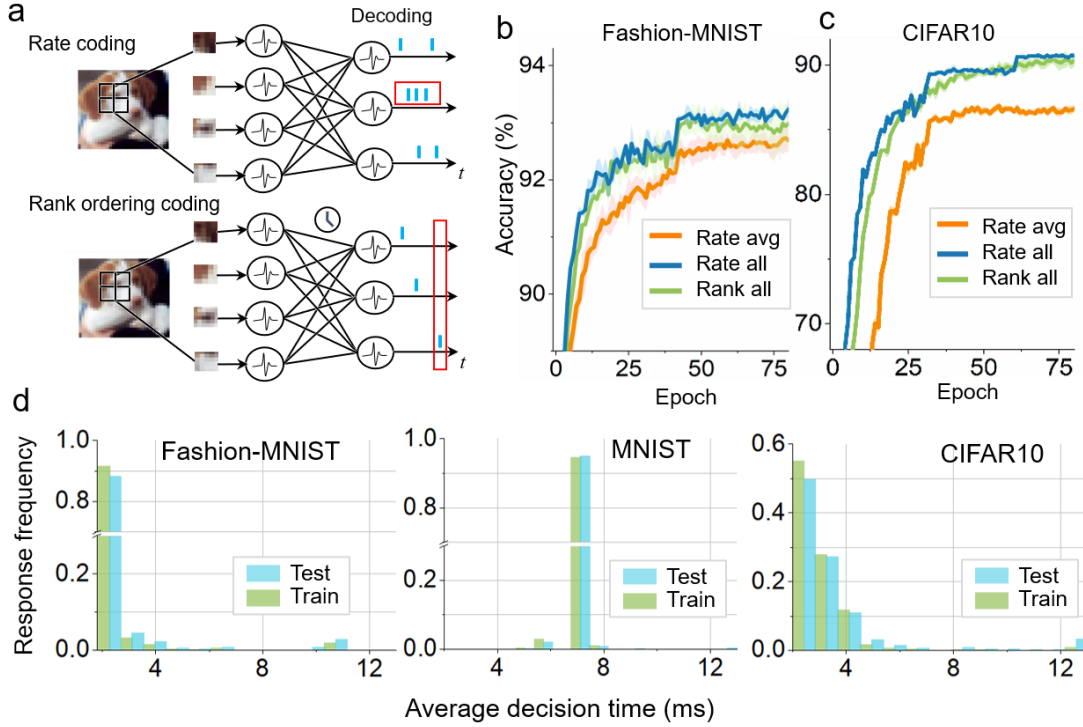 a
Decoding
Rate coding
t
Rank ordering coding
t
b
Fashion-MNIST
94
92
90
Accuracy (%)
Rate avg
Rate all
Rank all
0
25
50
75
Epoch
c
CIFAR10
90
80
70
Rate avg
Rate all
Rank all
0
25
50
75
Epoch
d
Response frequency
Fashion-MNIST
1.0
0.8
0.2
0.0
Test
Train
4
8
12
MNIST
1.0
0.8
0.2
0.0
Test
Train
4
8
12
CIFAR10
0.6
0.4
0.2
0.0
Test
Train
4
8
12
Average decision time (ms)